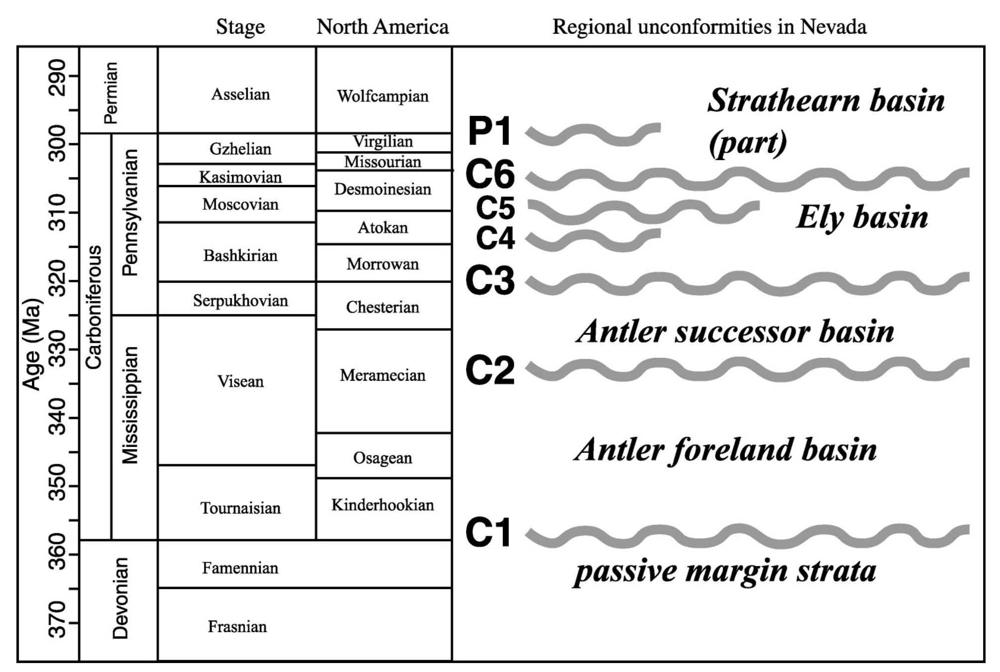 Stage
North America
Regional unconformities in Nevada
Age (Ma)
290
300
310
320
330
340
350
360
370
Permian
Carboniferous
Pennsylvanian
Mississippian
Devonian
Asselian
Gzhelian
Kasimovian
Moscovian
Bashkirian
Serpukhovian
Visean
Tournaisian
Famennian
Frasnian
Wolfcampian
Virgilian
Missourian
Desmoinesian
Atokan
Morrowan
Chesterian
Meramecian
Osagean
Kinderhookian
Strathearn basin
P1
(part)
C6
C5
Ely basin
C4
C3
Antler successor basin
C2
Antler foreland basin
C1
passive margin strata